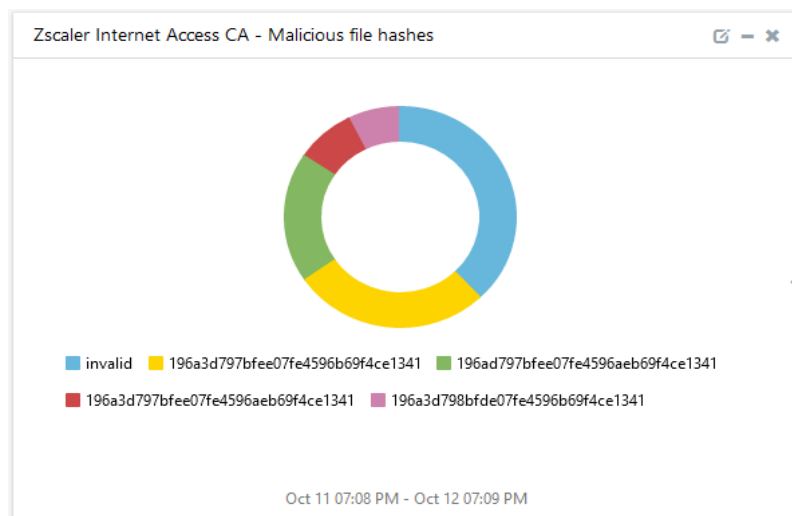 Zscaler Internet Access CA - Malicious file hashes
invalid 196a3d797bfee07fe4596b69f4ce1341 196ad797bfee07fe4596aeb69f4ce1341
196a3d797bfee07fe4596aeb69f4ce1341 196a3d798bfde07fe4596b69f4ce1341
Oct 11 07:08 PM - Oct 12 07:09 PM